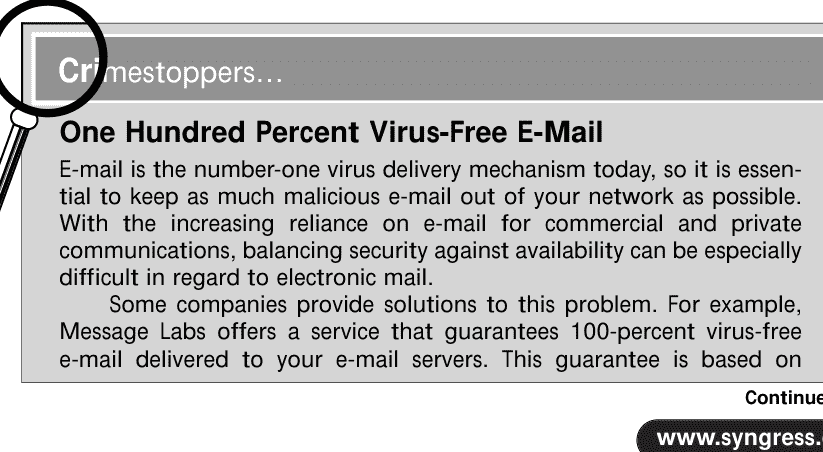 Crimestoppers…
One Hundred Percent Virus-Free E-Mail
E-mail is the number-one virus delivery mechanism today, so it is essen-
tial to keep as much malicious e-mail out of your network as possible.
With the increasing reliance on e-mail for commercial and private
communications, balancing security against availability can be especially
difficult in regard to electronic mail.
Some companies provide solutions to this problem. For example,
Message Labs offers a service that guarantees 100-percent virus-free
e-mail delivered to your e-mail servers. This guarantee is based on
Continue
www.syngress.